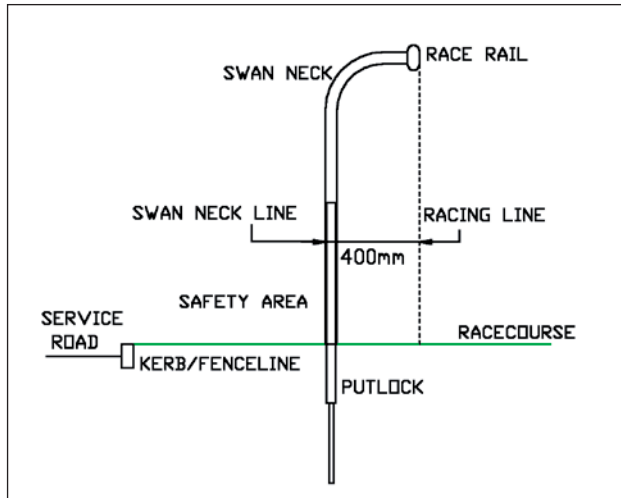 RACE RAIL
SWAN NECK
SWAN NECK LINE
RACING LINE
400mm
SAFETY AREA
SERVICE
ROAD
RACECOURSE
KERB/FENCELINE
PUTLOCK